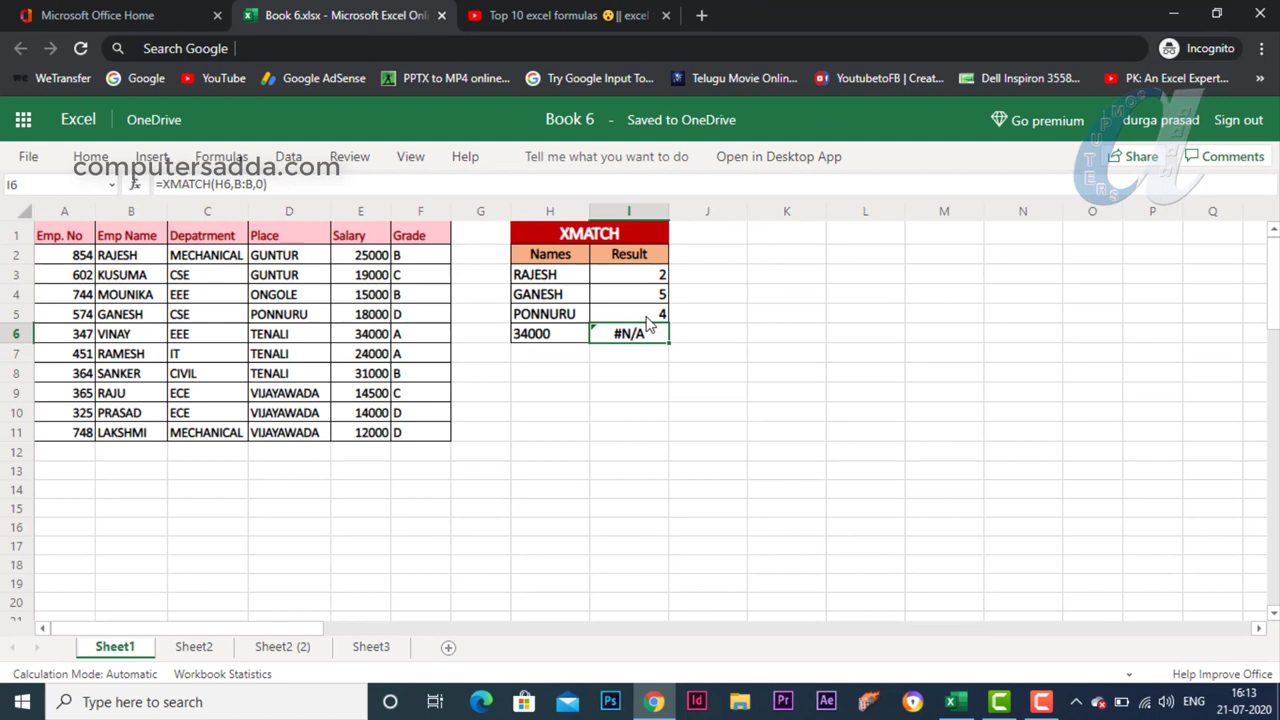 Microsoft Office Home
Book 6.xlsx - Microsoft Excel Onli
Top 10 excel formulas 😮|| excel
Search Google
Incognito
WeTransfer
Google
YouTube
Google AdSense
PPTX to MP4 online...
Try Google Input To...
Telugu Movie Onlin...
YoutubetoFB | Creat...
Dell Inspiron 3558...
PK: An Excel Expert...
Excel
OneDrive
Book 6 - Saved to OneDrive
Go premium
durga prasad
Sign out
File Home Insert Formulas Data Review View Help Tell me what you want to do Open in Desktop App Share Comments
computersadda.com
I6 fx =XMATCH(H6,B:B,0)
A B C D E F G H I J K L M N O P Q
1 Emp. No Emp Name Depatrment Place Salary Grade XMATCH
2 854 RAJESH MECHANICAL GUNTUR 25000 B Names Result
3 602 KUSUMA CSE GUNTUR 19000 C RAJESH 2
4 744 MOUNIKA EEE ONGOLE 15000 B GANESH 5
5 574 GANESH CSE PONNURU 18000 D PONNURU 4
6 347 VINAY EEE TENALI 34000 A 34000 #N/A
7 451 RAMESH IT TENALI 24000 A
8 364 SANKER CIVIL TENALI 31000 B
9 365 RAJU ECE VIJAYAWADA 14500 C
10 325 PRASAD ECE VIJAYAWADA 14000 D
11 748 LAKSHMI MECHANICAL VIJAYAWADA 12000 D
12
13
14
15
16
17
18
19
20
Sheet1 Sheet2 Sheet2 (2) Sheet3
Calculation Mode: Automatic Workbook Statistics Help Improve Office
Type here to search
Ps
Id
Pr
Ae
ENG
16:13
21-07-2020